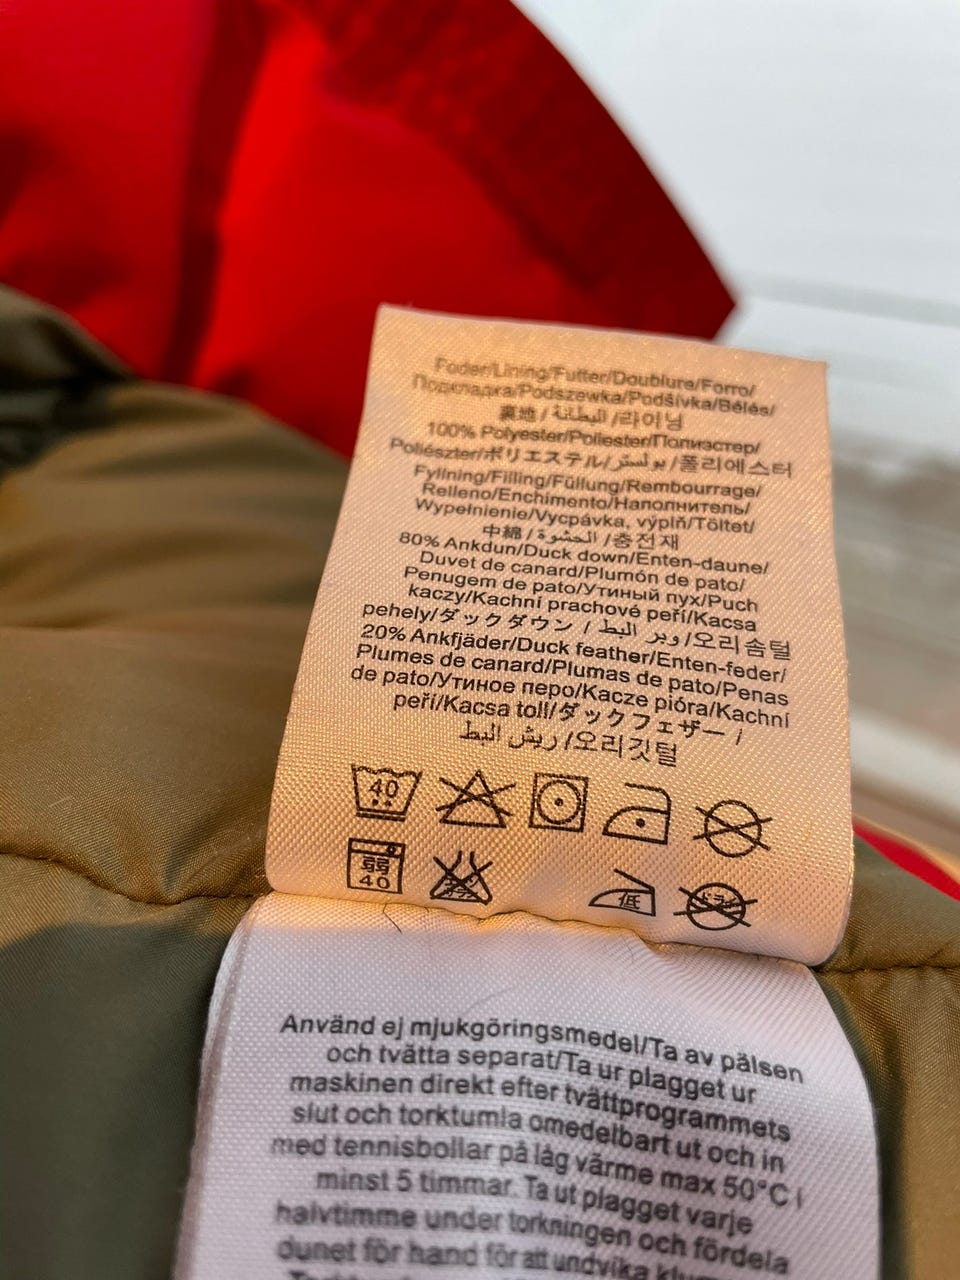 Foder/Lining/Futter/Doublure/Forro/
Подкладка/Podszewka/Podšívka/Bélés/
裏地/البطانة/라이닝
100% Polyester/Poliester/Полиэстер/
Poliészter/ポリエステル/بولستر/폴리에스터
Fyllning/Filling/Füllung/Rembourrage/
Relleno/Enchimento/Наполнитель/
Wypełnienie/Vycpávka, výplň/Töltet/
中綿/الحشوة/충전재
80% Ankdun/Duck down/Enten-daune/
Duvet de canard/Plumón de pato/
Penugem de pato/Утиный пух/Puch
kaczy/Kachní prachové peří/Kacsa
pehely/ダックダウン / وبر البط/오리솜털
20% Ankfjäder/Duck feather/Enten-feder/
Plumes de canard/Plumas de pato/Penas
de pato/Утиное перо/Kacze pióra/Kachní
peří/Kacsa toll/ダックフェザー /
ريش البط/오리깃털
40
弱 40 低
Använd ej mjukgöringsmedel/Ta av pälsen
och tvätta separat/Ta ur plagget ur
maskinen direkt efter tvättprogrammets
slut och torktumla omedelbart ut och in
med tennisbollar på låg värme max 50°C i
minst 5 timmar. Ta ut plagget varje
halvtimme under torkningen och fördela
dunet för hand för att undvika